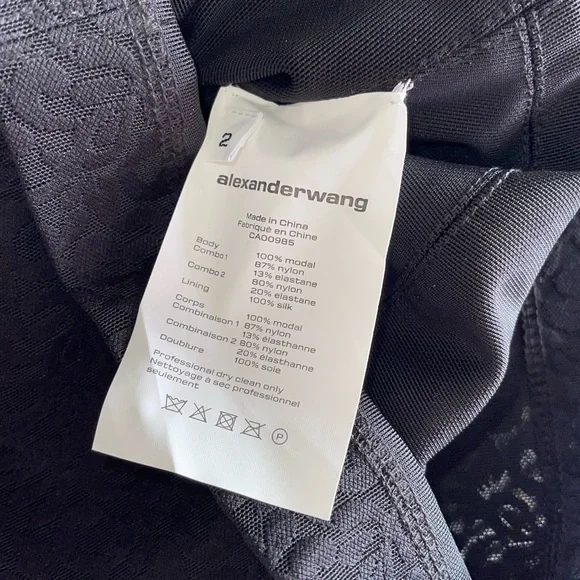 2
alexanderwang
Made in China
Fabriqué en Chine
CA00985
Body 100% modal
Combo 1 87% nylon
13% elastane
Combo 2 80% nylon
20% elastane
Lining 100% silk
Corps 100% modal
Combinaison 1 87% nylon
13% élasthanne
Combinaison 2 80% nylon
20% élasthanne
Doublure 100% soie
Professional dry clean only
Nettoyage à sec professionnel
seulement
P